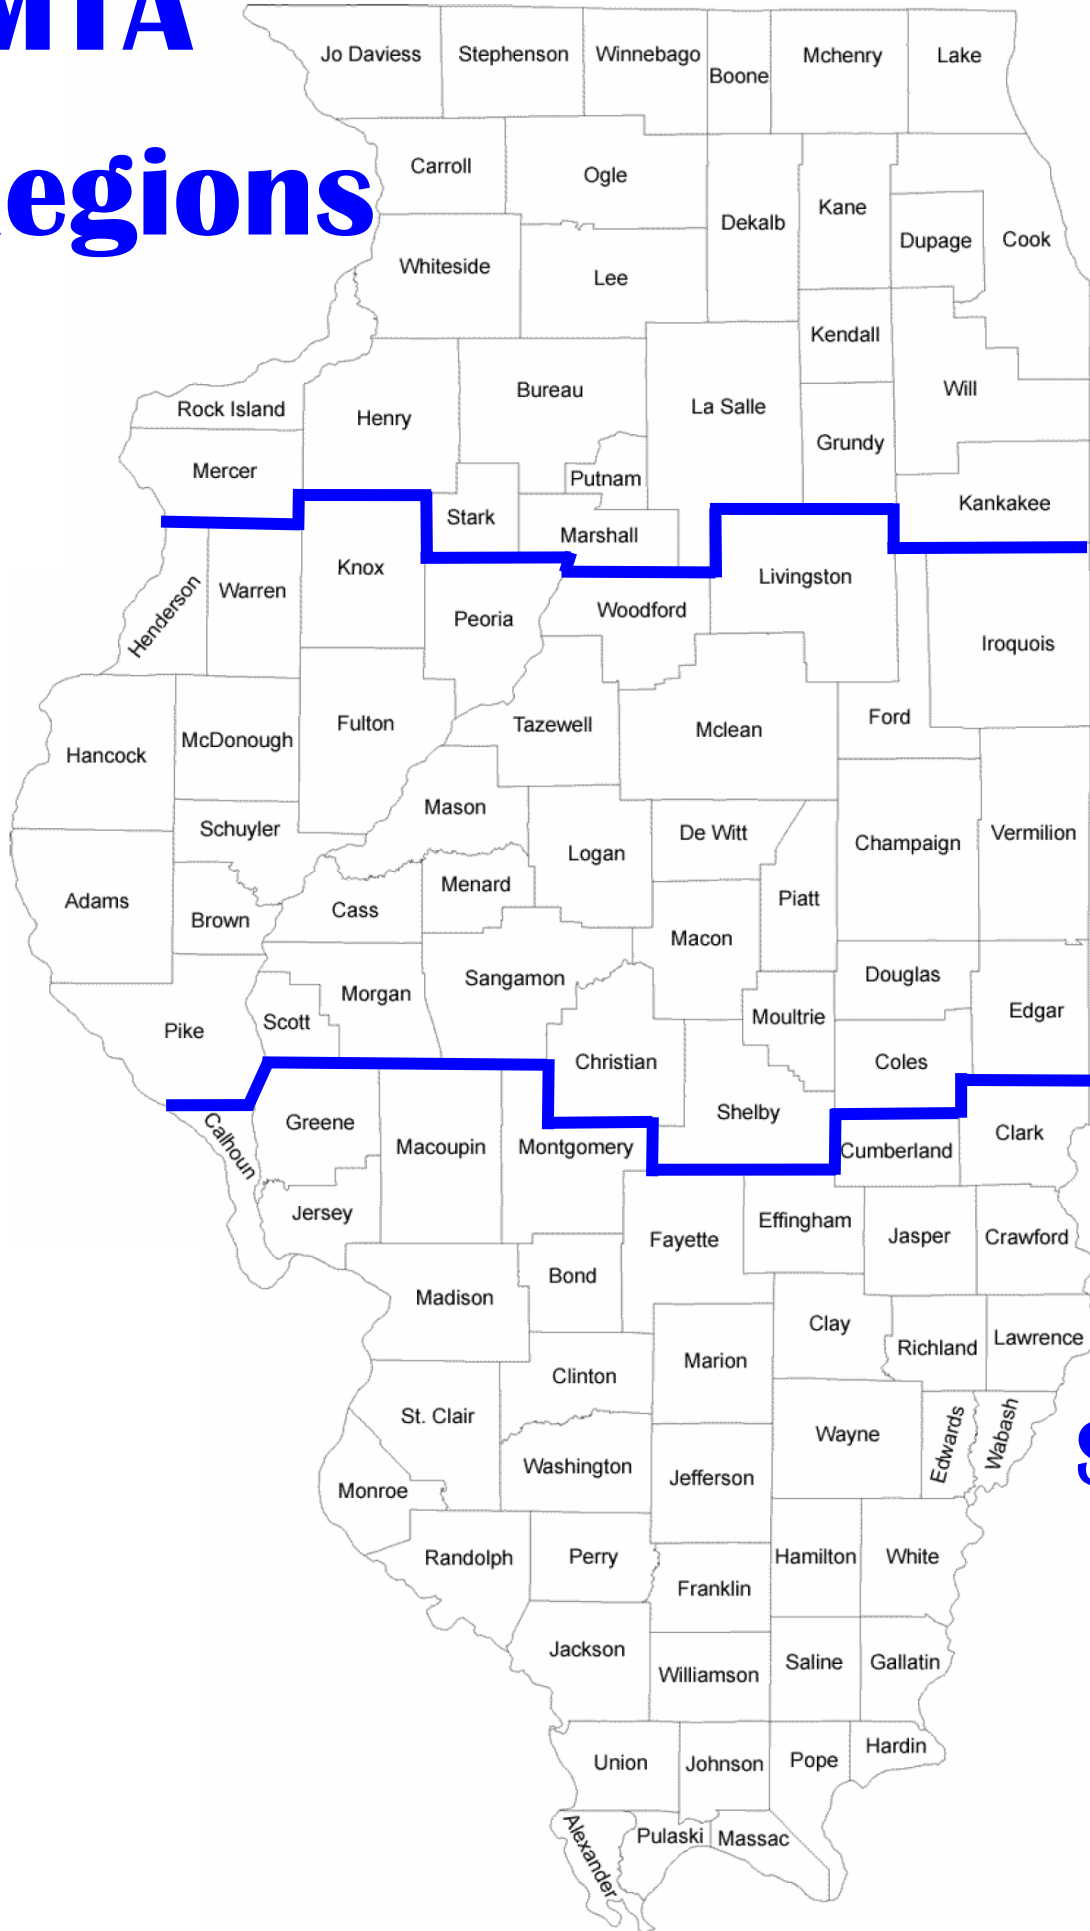 MTA
egions
Jo Daviess
Stephenson
Winnebago
Boone
Mchenry
Lake
Carroll
Ogle
Dekalb
Kane
Dupage
Cook
Whiteside
Lee
Kendall
Will
Rock Island
Henry
Bureau
La Salle
Grundy
Mercer
Putnam
Kankakee
Stark
Marshall
Knox
Livingston
Henderson
Warren
Peoria
Woodford
Iroquois
Hancock
McDonough
Fulton
Tazewell
Mclean
Ford
Mason
Schuyler
Logan
De Witt
Champaign
Vermilion
Adams
Brown
Cass
Menard
Piatt
Macon
Sangamon
Douglas
Pike
Scott
Morgan
Moultrie
Edgar
Christian
Coles
Shelby
Calhoun
Greene
Macoupin
Montgomery
Cumberland
Clark
Jersey
Fayette
Effingham
Jasper
Crawford
Madison
Bond
Clay
Richland
Lawrence
Marion
Clinton
St. Clair
Wayne
Edwards
Wabash
Washington
Jefferson
Monroe
Randolph
Perry
Hamilton
White
Franklin
Jackson
Williamson
Saline
Gallatin
Union
Johnson
Pope
Hardin
Alexander
Pulaski
Massac